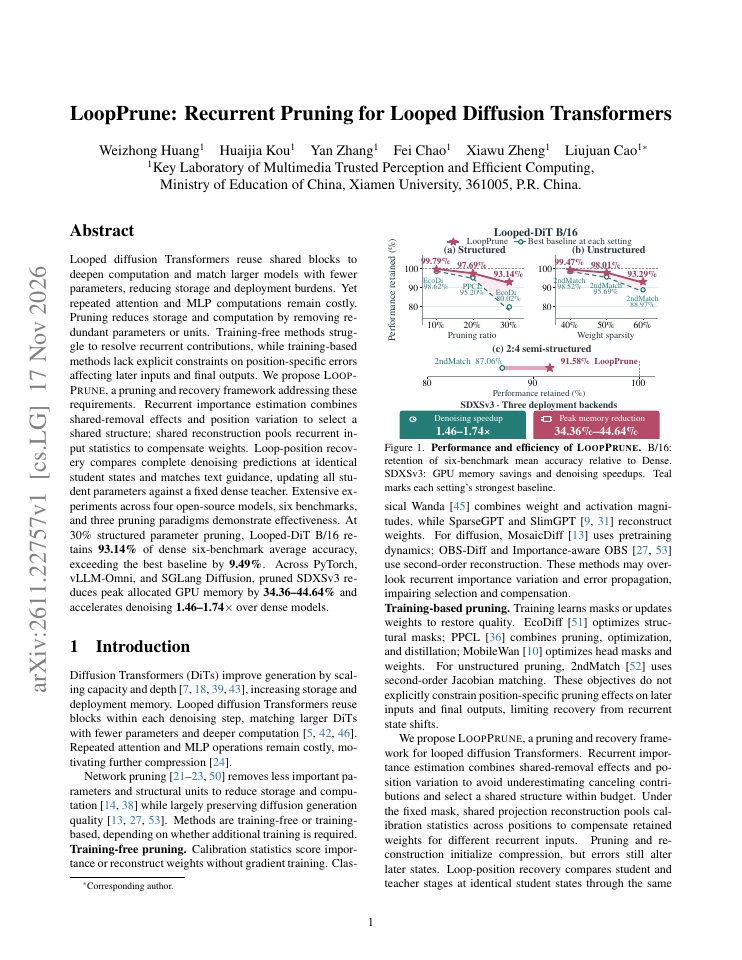 LoopPrune: Recurrent Pruning for Looped Diffusion Transformers
Weizhong Huang¹ Huaijia Kou¹ Yan Zhang¹ Fei Chao¹ Xiawu Zheng¹ Liujuan Cao¹*
¹Key Laboratory of Multimedia Trusted Perception and Efficient Computing,
Ministry of Education of China, Xiamen University, 361005, P.R. China.
arXiv:2611.22757v1 [cs.LG] 17 Nov 2026
Abstract
Looped diffusion Transformers reuse shared blocks to
deepen computation and match larger models with fewer
parameters, reducing storage and deployment burdens. Yet
repeated attention and MLP computations remain costly.
Pruning reduces storage and computation by removing re-
dundant parameters or units. Training-free methods strug-
gle to resolve recurrent contributions, while training-based
methods lack explicit constraints on position-specific errors
affecting later inputs and final outputs. We propose LOOP-
PRUNE, a pruning and recovery framework addressing these
requirements. Recurrent importance estimation combines
shared-removal effects and position variation to select a
shared structure; shared reconstruction pools recurrent in-
put statistics to compensate weights. Loop-position recov-
ery compares complete denoising predictions at identical
student states and matches text guidance, updating all stu-
dent parameters against a fixed dense teacher. Extensive ex-
periments across four open-source models, six benchmarks,
and three pruning paradigms demonstrate effectiveness. At
30% structured parameter pruning, Looped-DiT B/16 re-
tains 93.14% of dense six-benchmark average accuracy,
exceeding the best baseline by 9.49%. Across PyTorch,
vLLM-Omni, and SGLang Diffusion, pruned SDXSv3 re-
duces peak allocated GPU memory by 34.36–44.64% and
accelerates denoising 1.46–1.74× over dense models.
1 Introduction
Diffusion Transformers (DiTs) improve generation by scal-
ing capacity and depth [7, 18, 39, 43], increasing storage and
deployment memory. Looped diffusion Transformers reuse
blocks within each denoising step, matching larger DiTs
with fewer parameters and deeper computation [5, 42, 46].
Repeated attention and MLP operations remain costly, mo-
tivating further compression [24].
Network pruning [21–23, 50] removes less important pa-
rameters and structural units to reduce storage and compu-
tation [14, 38] while largely preserving diffusion generation
quality [13, 27, 53]. Methods are training-free or training-
based, depending on whether additional training is required.
Training-free pruning. Calibration statistics score impor-
tance or reconstruct weights without gradient training. Clas-
*Corresponding author.
Looped-DiT B/16
LoopPrune Best baseline at each setting
(a) Structured
(b) Unstructured
Performance retained (%)
100
90
80
99.79%
97.69%
93.14%
EcoDi
98.62%
PPCL
95.20%
EcoDi
80.02%
10% 20% 30%
Pruning ratio
100
90
80
99.47%
98.01%
93.29%
2ndMatch
98.52%
2ndMatch
95.69%
2ndMatch
88.97%
40% 50% 60%
Weight sparsity
(c) 2:4 semi-structured
2ndMatch 87.06%
91.58% LoopPrune
80 90 100
Performance retained (%)
SDXSv3 · Three deployment backends
Denoising speedup
1.46–1.74×
Peak memory reduction
34.36%–44.64%
Figure 1. Performance and efficiency of LOOPPRUNE. B/16:
retention of six-benchmark mean accuracy relative to Dense.
SDXSv3: GPU memory savings and denoising speedups. Teal
marks each setting's strongest baseline.
sical Wanda [45] combines weight and activation magni-
tudes, while SparseGPT and SlimGPT [9, 31] reconstruct
weights. For diffusion, MosaicDiff [13] uses pretraining
dynamics; OBS-Diff and Importance-aware OBS [27, 53]
use second-order reconstruction. These methods may over-
look recurrent importance variation and error propagation,
impairing selection and compensation.
Training-based pruning. Training learns masks or updates
weights to restore quality. EcoDiff [51] optimizes struc-
tural masks; PPCL [36] combines pruning, optimization,
and distillation; MobileWan [10] optimizes head masks and
weights. For unstructured pruning, 2ndMatch [52] uses
second-order Jacobian matching. These objectives do not
explicitly constrain position-specific pruning effects on later
inputs and final outputs, limiting recovery from recurrent
state shifts.
We propose LOOPPRUNE, a pruning and recovery frame-
work for looped diffusion Transformers. Recurrent impor-
tance estimation combines shared-removal effects and po-
sition variation to avoid underestimating canceling contri-
butions and select a shared structure within budget. Under
the fixed mask, shared projection reconstruction pools cal-
ibration statistics across positions to compensate retained
weights for different recurrent inputs. Pruning and re-
construction initialize compression, but errors still alter
later states. Loop-position recovery compares student and
teacher stages at identical student states through the same
1